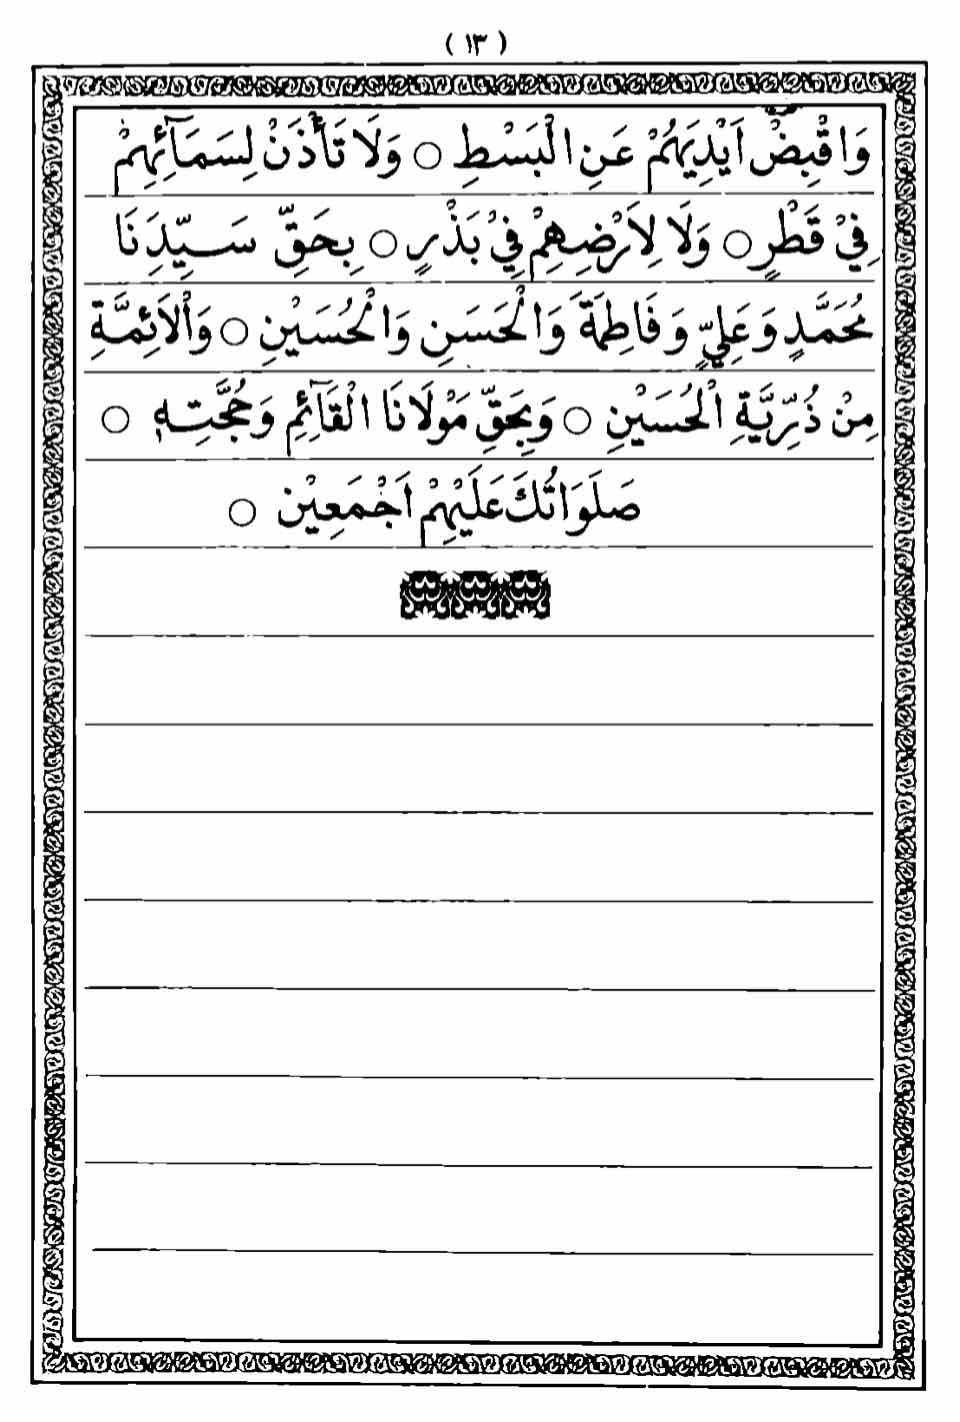 ( ١٣ )
وَاقْبِضْ اَيْدِيَهُمْ عَنِ الْبَسْطِ ○ وَلَا تَأْذَنْ لِسَمَآئِهِمْ
فِيْ قَطْرٍ ○ وَلَا لِاَرْضِهِمْ فِيْ بَذْرٍ ○ بِحَقِّ سَيِّدِنَا
مُحَمَّدٍ وَعَلِيٍّ وَفَاطِمَةَ وَالْحَسَنِ وَالْحُسَيْنِ ○ وَالْاَئِمَّةِ
مِنْ ذُرِّيَّةِ الْحُسَيْنِ ○ وَبِحَقِّ مَوْلَانَا الْقَآئِمِ وَحُجَّتِهٖ ○
صَلَوَاتُكَ عَلَيْهِمْ اَجْمَعِيْنَ ○